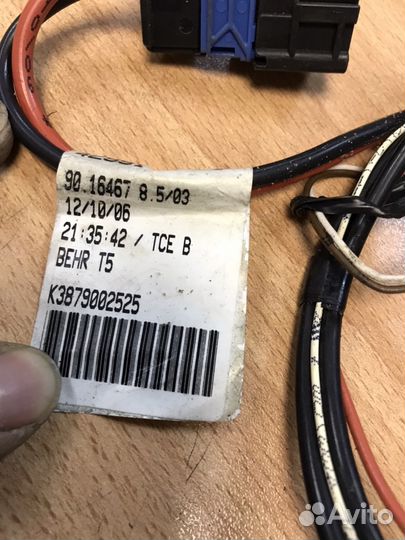 90.16467 8.5/03
12/10/06
21:35:42 / TCE B
BEHR T5
K3879002525
Avito